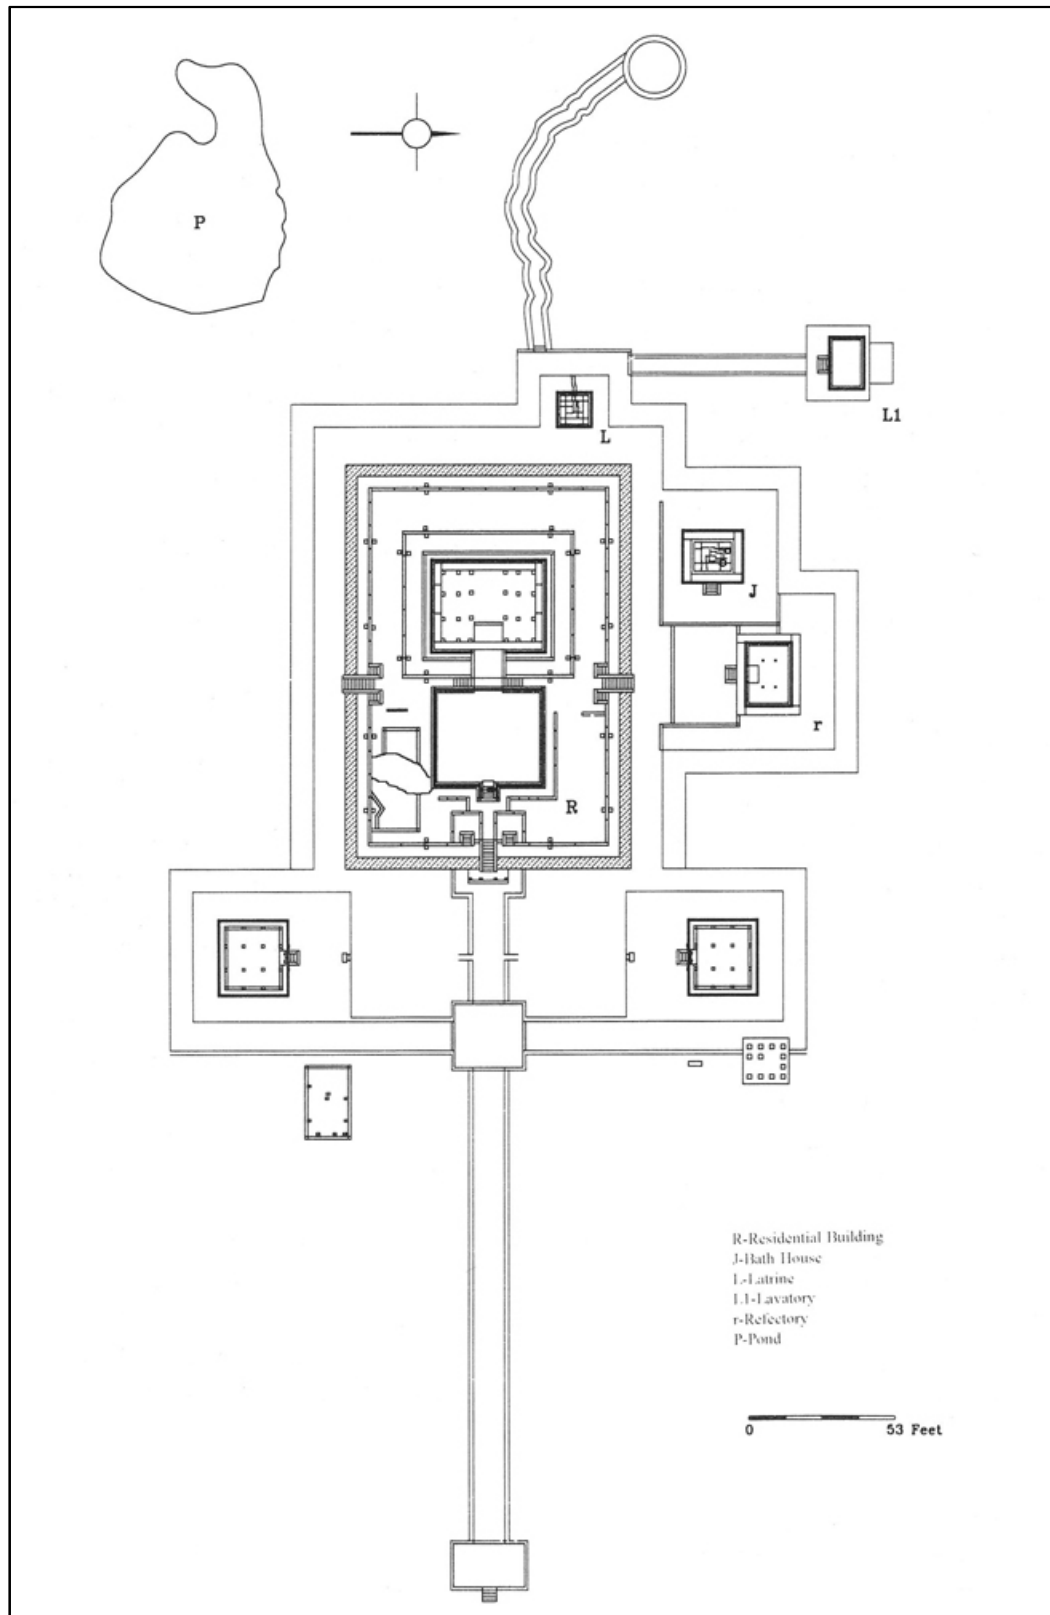 P
L1
L
J
r
R
R-Residential Building
J-Bath House
L-Latrine
L1-Lavatory
r-Refectory
P-Pond
0 53 Feet